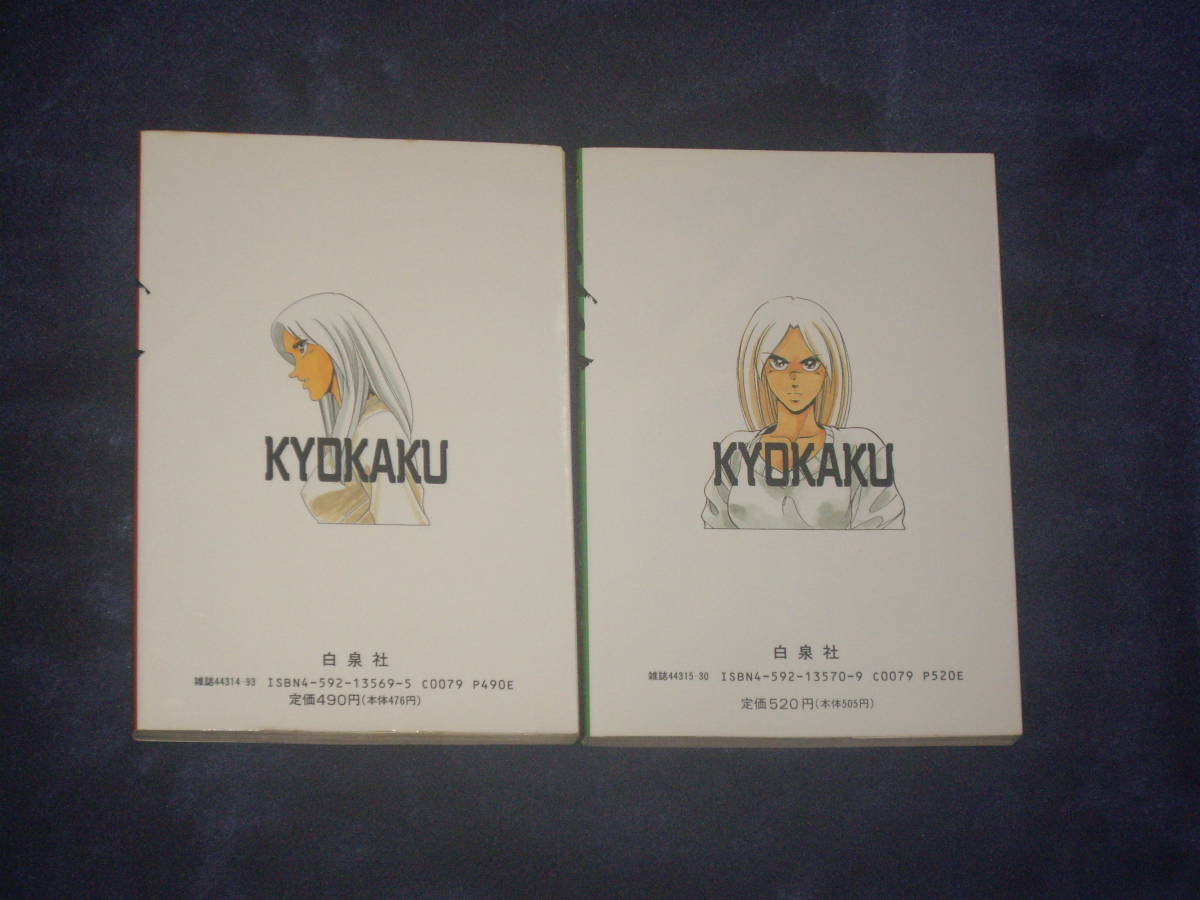 KYOKAKU
白泉社
雑誌44314-93 ISBN4-592-13569-5 C0079 P490E
定価490円(本体476円)
KYOKAKU
白泉社
雑誌44315-30 ISBN4-592-13570-9 C0079 P520E
定価520円(本体505円)